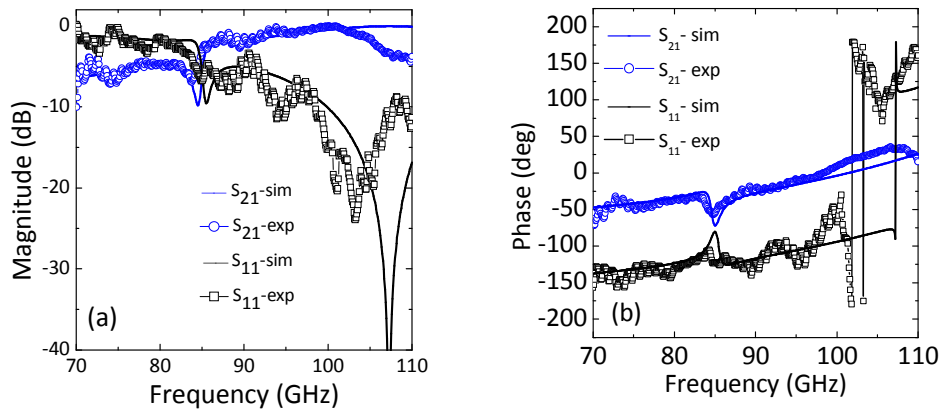 0
-10
-20
-30
-40
Magnitude (dB)
S21-sim
S21-exp
S11-sim
S11-exp
(a)
70 80 90 100 110
Frequency (GHz)
200
150
100
50
0
-50
-100
-150
-200
Phase (deg)
S21- sim
S21- exp
S11- sim
S11- exp
(b)
70 80 90 100 110
Frequency (GHz)